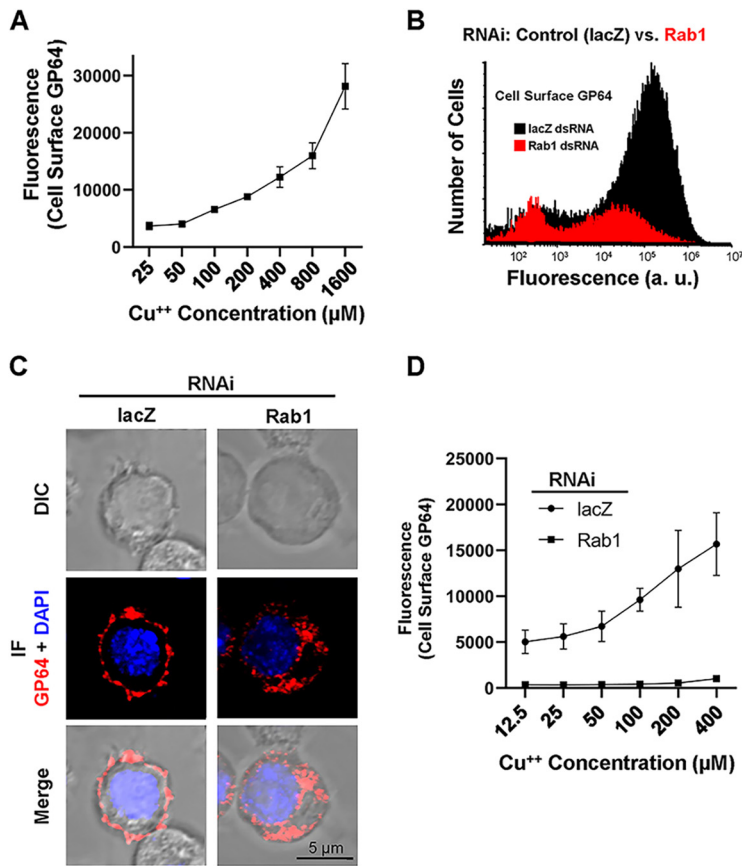 A
Fluorescence
(Cell Surface GP64)
30000
20000
10000
0
25
50
100
200
400
800
1600
Cu⁺⁺ Concentration (µM)
B
RNAi: Control (lacZ) vs. Rab1
Number of Cells
Cell Surface GP64
lacZ dsRNA
Rab1 dsRNA
10²
10³
10⁴
10⁵
10⁶
10⁷
Fluorescence (a. u.)
C
RNAi
lacZ
Rab1
DIC
IF
GP64 + DAPI
Merge
5 µm
D
Fluorescence
(Cell Surface GP64)
25000
20000
15000
10000
5000
0
RNAi
lacZ
Rab1
12.5
25
50
100
200
400
Cu⁺⁺ Concentration (µM)